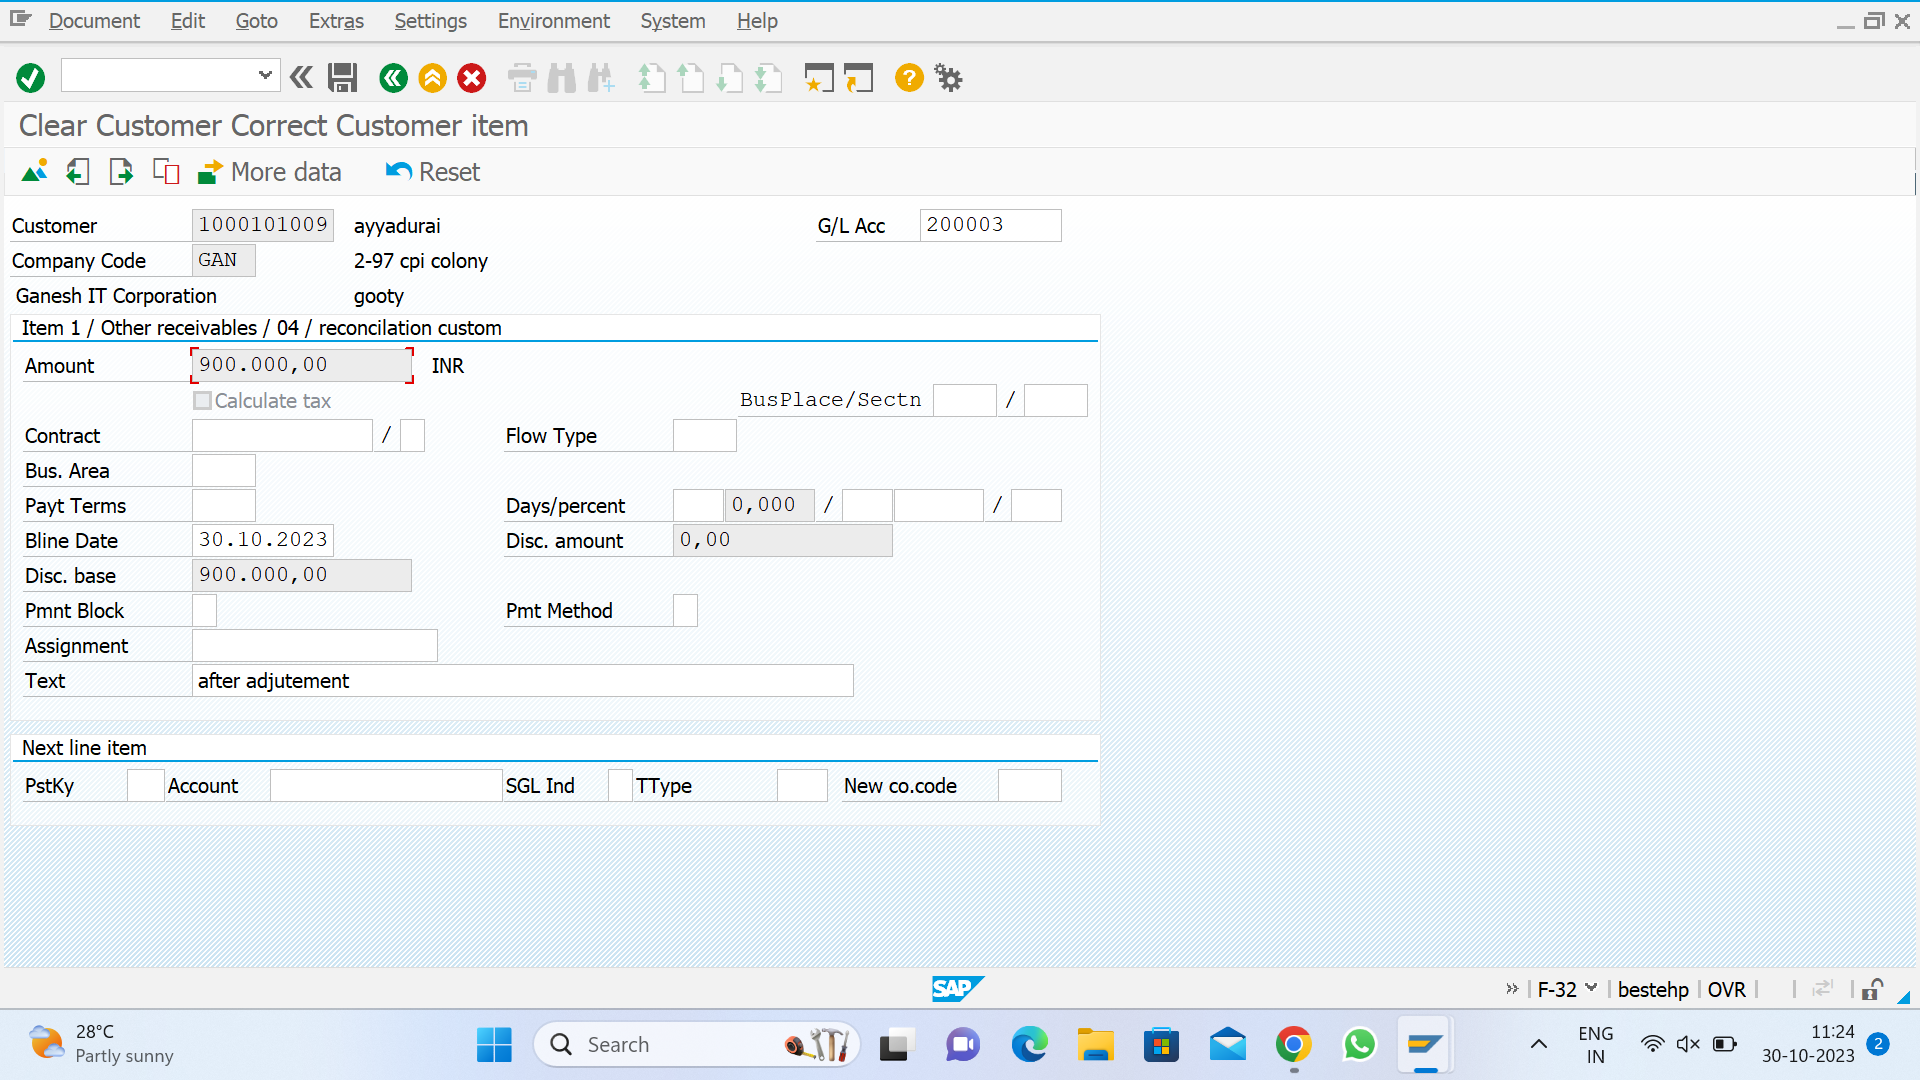 Document Edit Goto Extras Settings Environment System Help
Clear Customer Correct Customer item
More data Reset
Customer 1000101009 ayyadurai G/L Acc 200003
Company Code GAN 2-97 cpi colony
Ganesh IT Corporation gooty
Item 1 / Other receivables / 04 / reconcilation custom
Amount 900.000,00 INR
Calculate tax BusPlace/Sectn /
Contract / Flow Type
Bus. Area
Payt Terms Days/percent 0,000 / /
Bline Date 30.10.2023 Disc. amount 0,00
Disc. base 900.000,00
Pmnt Block Pmt Method
Assignment
Text after adjutement
Next line item
PstKy Account SGL Ind TType New co.code
SAP F-32 bestehp OVR
28°C
Partly sunny
Search
ENG
IN
11:24
30-10-2023
2